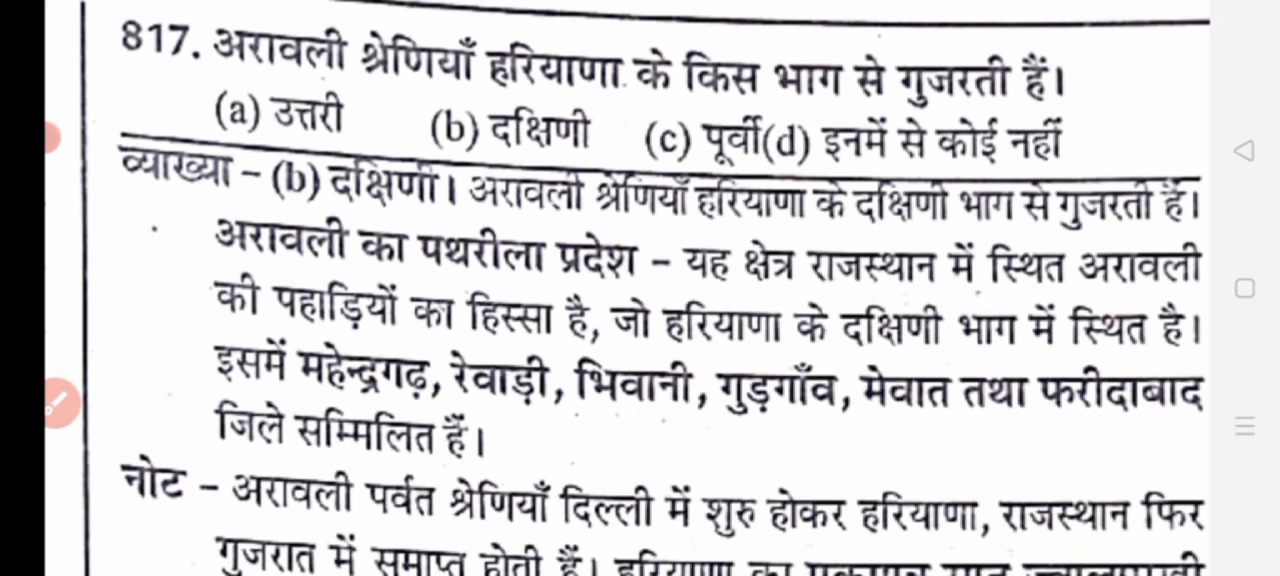 817. अरावली श्रेणियाँ हरियाणा के किस भाग से गुजरती हैं।
(a) उत्तरी (b) दक्षिणी (c) पूर्वी(d) इनमें से कोई नहीं
व्याख्या – (b) दक्षिणी। अरावली श्रेणियाँ हरियाणा के दक्षिणी भाग से गुजरती हैं।
अरावली का पथरीला प्रदेश – यह क्षेत्र राजस्थान में स्थित अरावली
की पहाड़ियों का हिस्सा है, जो हरियाणा के दक्षिणी भाग में स्थित है।
इसमें महेन्द्रगढ़, रेवाड़ी, भिवानी, गुड़गाँव, मेवात तथा फरीदाबाद
जिले सम्मिलित हैं।
नोट – अरावली पर्वत श्रेणियाँ दिल्ली में शुरु होकर हरियाणा, राजस्थान फिर
गुजरात में समाप्त होती हैं। हरियाणा का